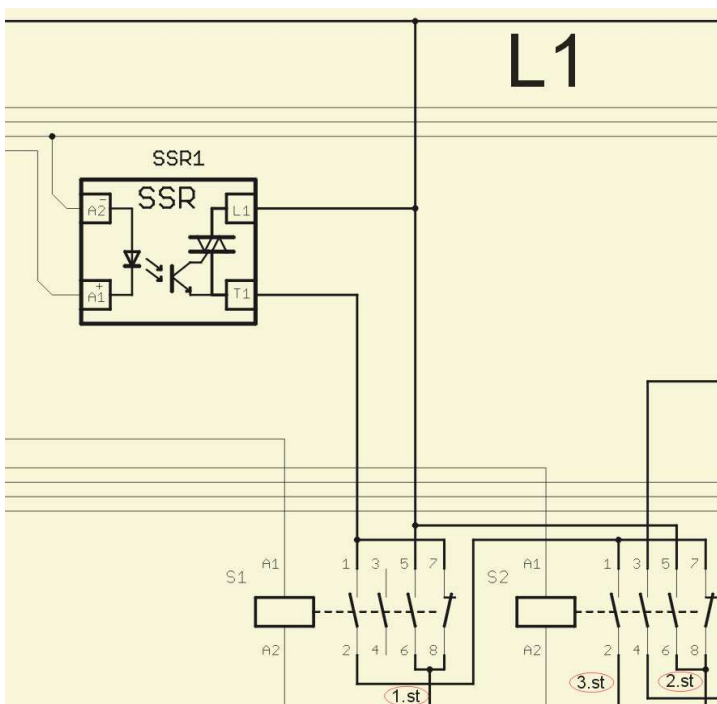 L1
SSR1
SSR
A2 -
L1
A1 +
T1
A1 1 3 5 7
S1
A2 2 4 6 8
A1 1 3 5 7
S2
A2 2 4 6 8
1.st
3.st
2.st